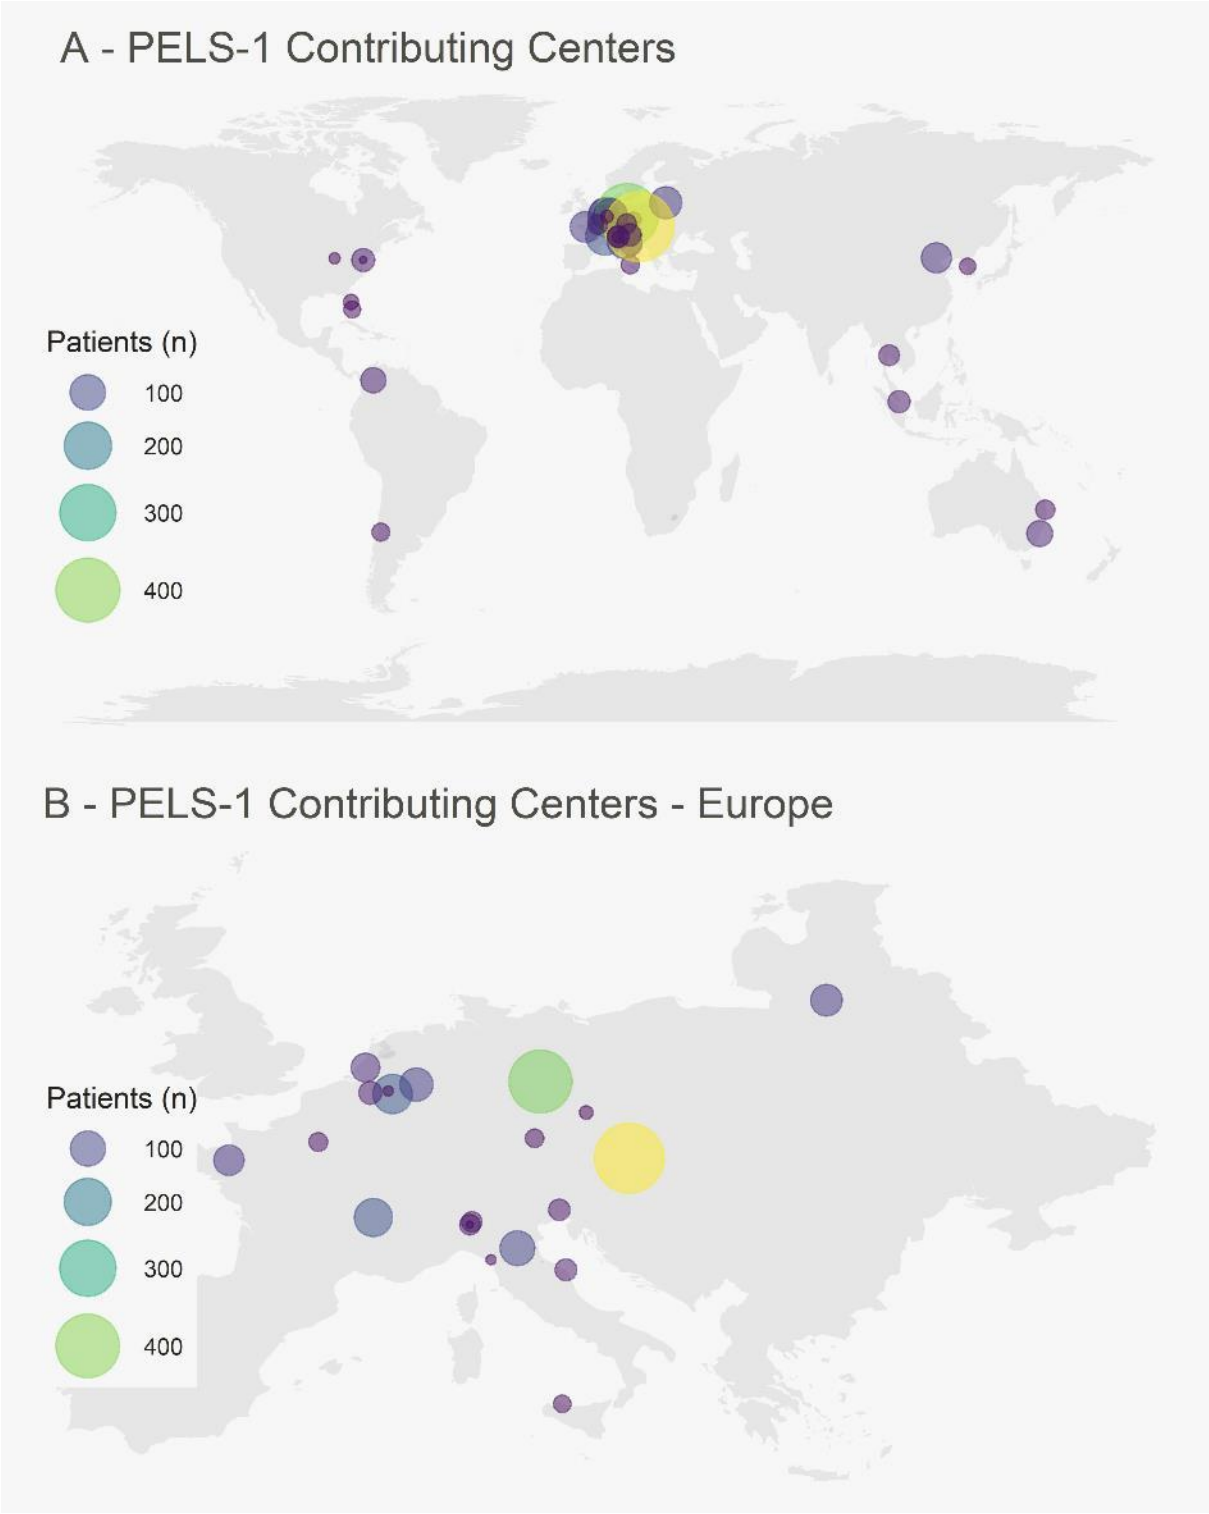 A - PELS-1 Contributing Centers
Patients (n)
100
200
300
400
B - PELS-1 Contributing Centers - Europe
Patients (n)
100
200
300
400